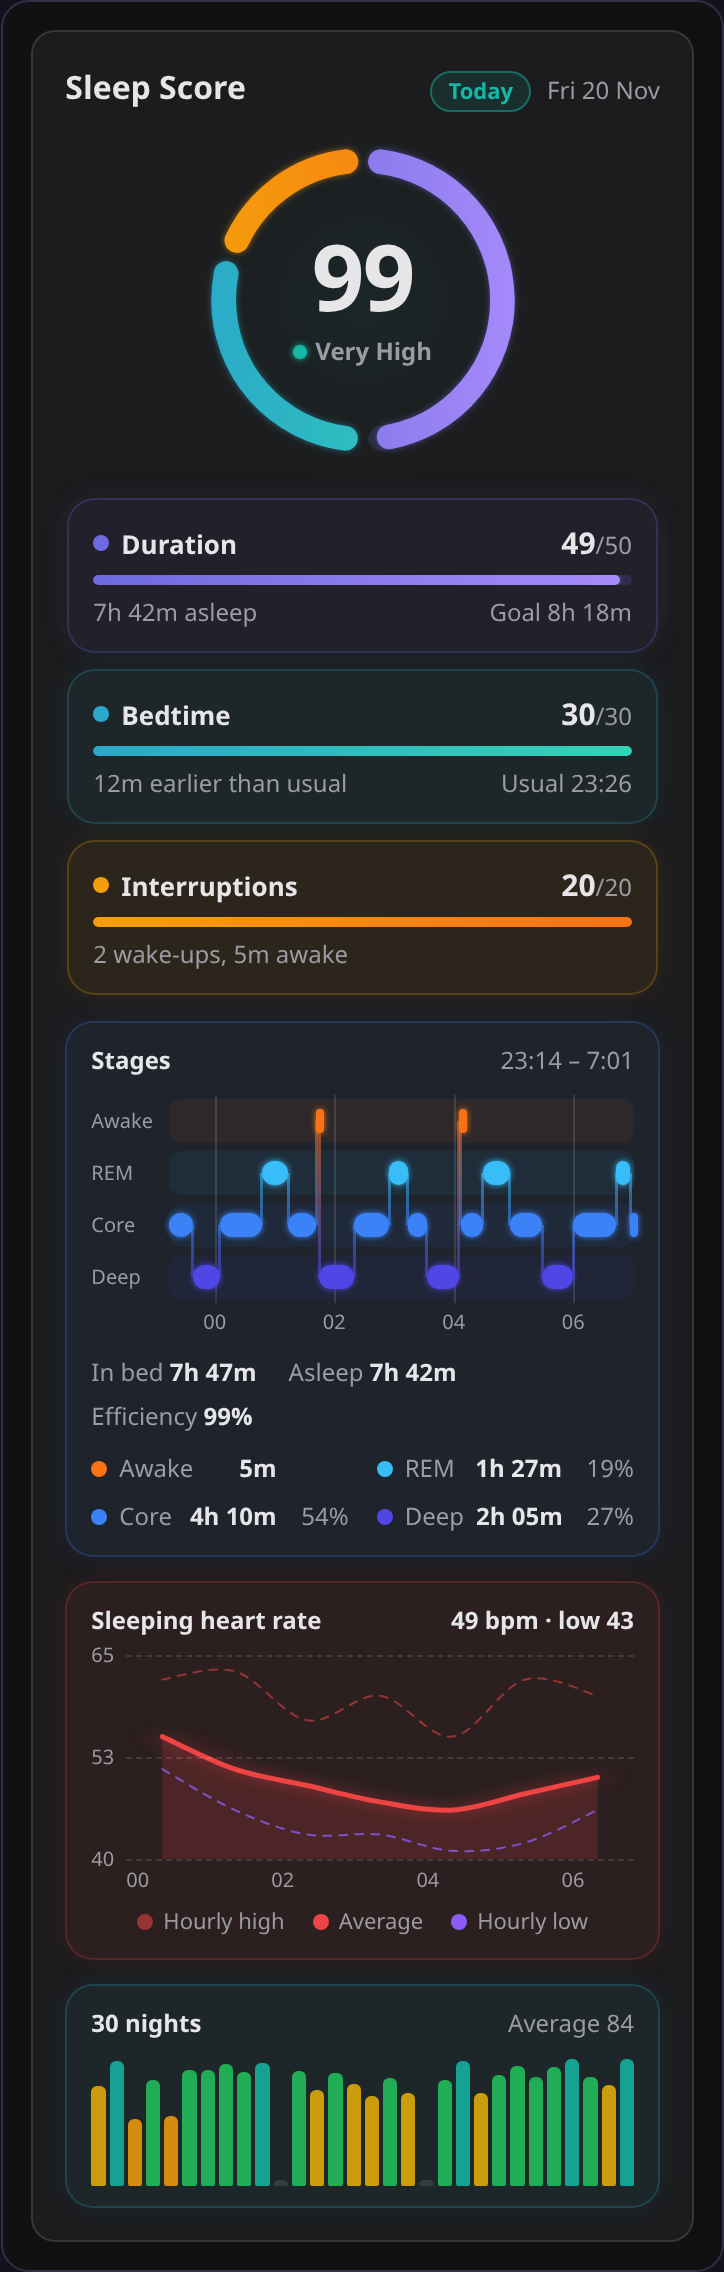 Sleep Score Today Fri 20 Nov
99
Very High
Duration 49/50
7h 42m asleep Goal 8h 18m
Bedtime 30/30
12m earlier than usual Usual 23:26
Interruptions 20/20
2 wake-ups, 5m awake
Stages 23:14 – 7:01
Awake
REM
Core
Deep
00 02 04 06
In bed 7h 47m Asleep 7h 42m
Efficiency 99%
Awake 5m REM 1h 27m 19%
Core 4h 10m 54% Deep 2h 05m 27%
Sleeping heart rate 49 bpm · low 43
65
53
40
00 02 04 06
Hourly high Average Hourly low
30 nights Average 84